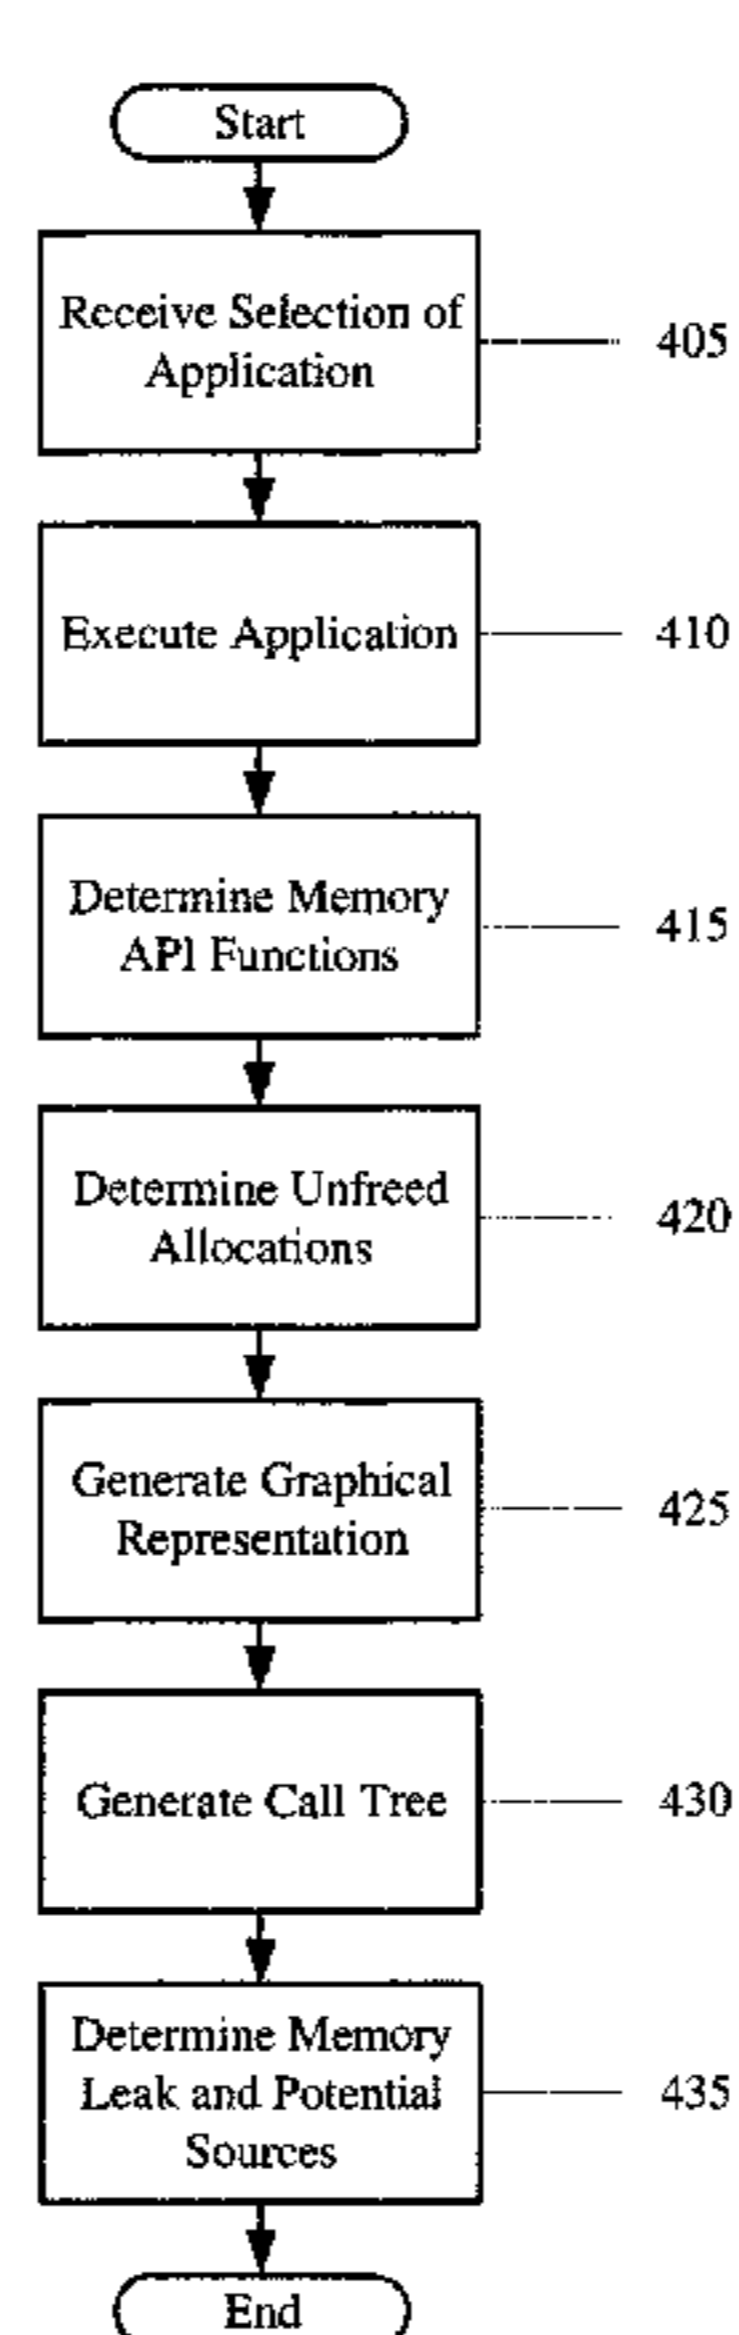 Start
Receive Selection of
Application
405
Execute Application
410
Determine Memory
API Functions
415
Determine Unfreed
Allocations
420
Generate Graphical
Representation
425
Generate Call Tree
430
Determine Memory
Leak and Potential
Sources
435
End